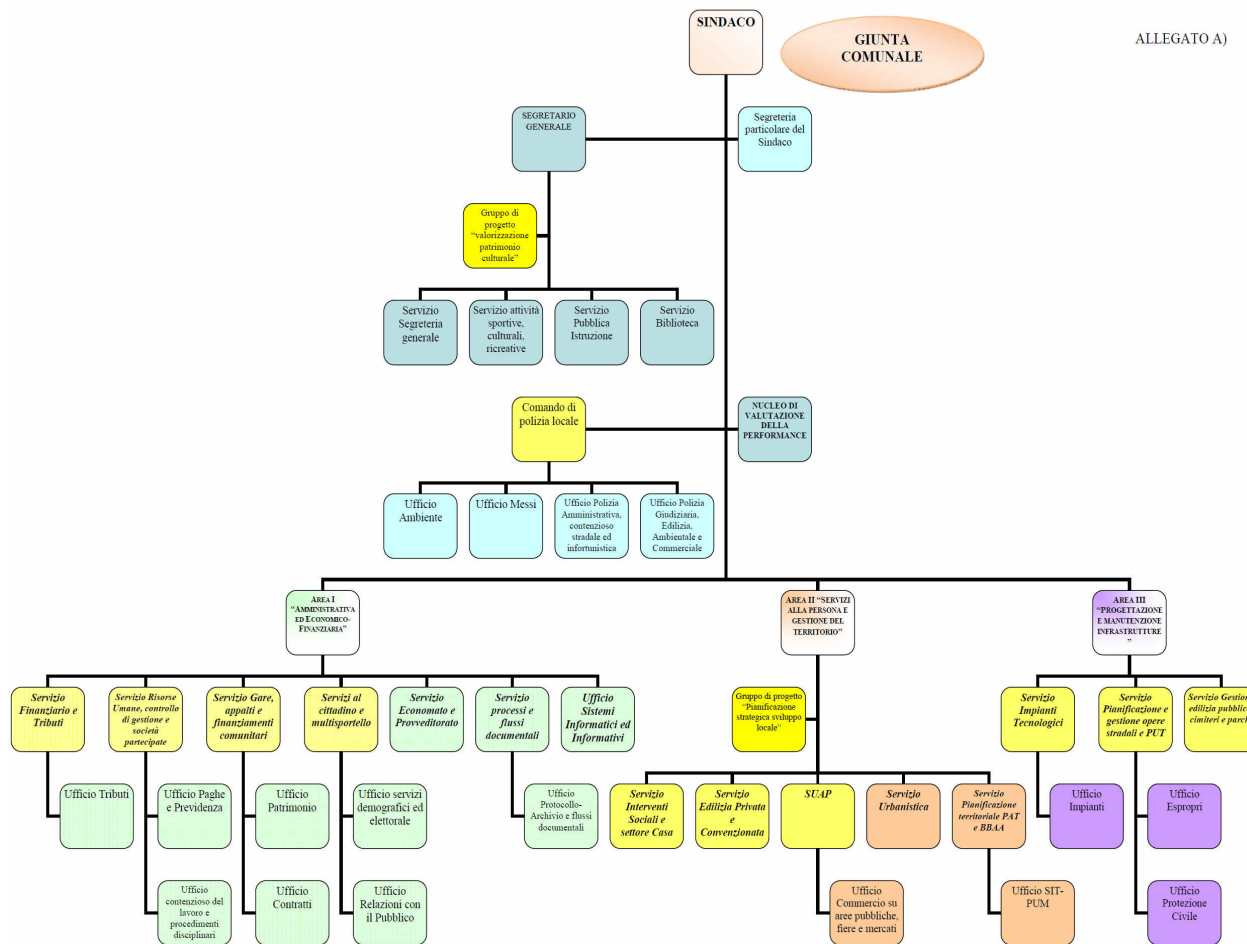 SINDACO
GIUNTA
COMUNALE
ALLEGATO A)
SEGRETARIO
GENERALE
Segreteria
particolare del
Sindaco
Gruppo di
progetto
“valorizzazione
patrimonio
culturale”
Servizio
Segreteria
generale
Servizio attività
sportive,
culturali,
ricreative
Servizio
Pubblica
Istruzione
Servizio
Biblioteca
Comando di
polizia locale
NUCLEO DI
VALUTAZIONE
DELLA
PERFORMANCE
Ufficio
Ambiente
Ufficio Messi
Ufficio Polizia
Amministrativa,
contenzioso
stradale ed
infortunistica
Ufficio Polizia
Giudiziaria,
Edilizia,
Ambientale e
Commerciale
AREA I
“AMMINISTRATIVA
ED ECONOMICO-
FINANZIARIA”
AREA II “SERVIZI
ALLA PERSONA E
GESTIONE DEL
TERRITORIO”
AREA III
“PROGETTAZIONE
E MANUTENZIONE
INFRASTRUTTURE
”
Servizio
Finanziario e
Tributi
Servizio Risorse
Umane, controllo
di gestione e
società
partecipate
Servizio Gare,
appalti e
finanziamenti
comunitari
Servizi al
cittadino e
multisportello
Servizio
Economato e
Provveditorato
Servizio
processi e
flussi
documentali
Ufficio
Sistemi
Informatici ed
Informativi
Gruppo di progetto
“Pianificazione
strategica sviluppo
locale”
Servizio
Impianti
Tecnologici
Servizio
Pianificazione e
gestione opere
stradali e PUT
Servizio Gestion
edilizia pubblic
cimiteri e parch
Ufficio Tributi
Ufficio Paghe
e Previdenza
Ufficio
Patrimonio
Ufficio servizi
demografici ed
elettorale
Ufficio
Protocollo-
Archivio e flussi
documentali
Servizio
Interventi
Sociali e
settore Casa
Servizio
Edilizia Privata
e
Convenzionata
SUAP
Servizio
Urbanistica
Servizio
Pianificazione
territoriale PAT
e BBAA
Ufficio
Impianti
Ufficio
Espropri
Ufficio
contenzioso del
lavoro e
procedimenti
disciplinari
Ufficio
Contratti
Ufficio
Relazioni con
il Pubblico
Ufficio
Commercio su
aree pubbliche,
fiere e mercati
Ufficio SIT-
PUM
Ufficio
Protezione
Civile